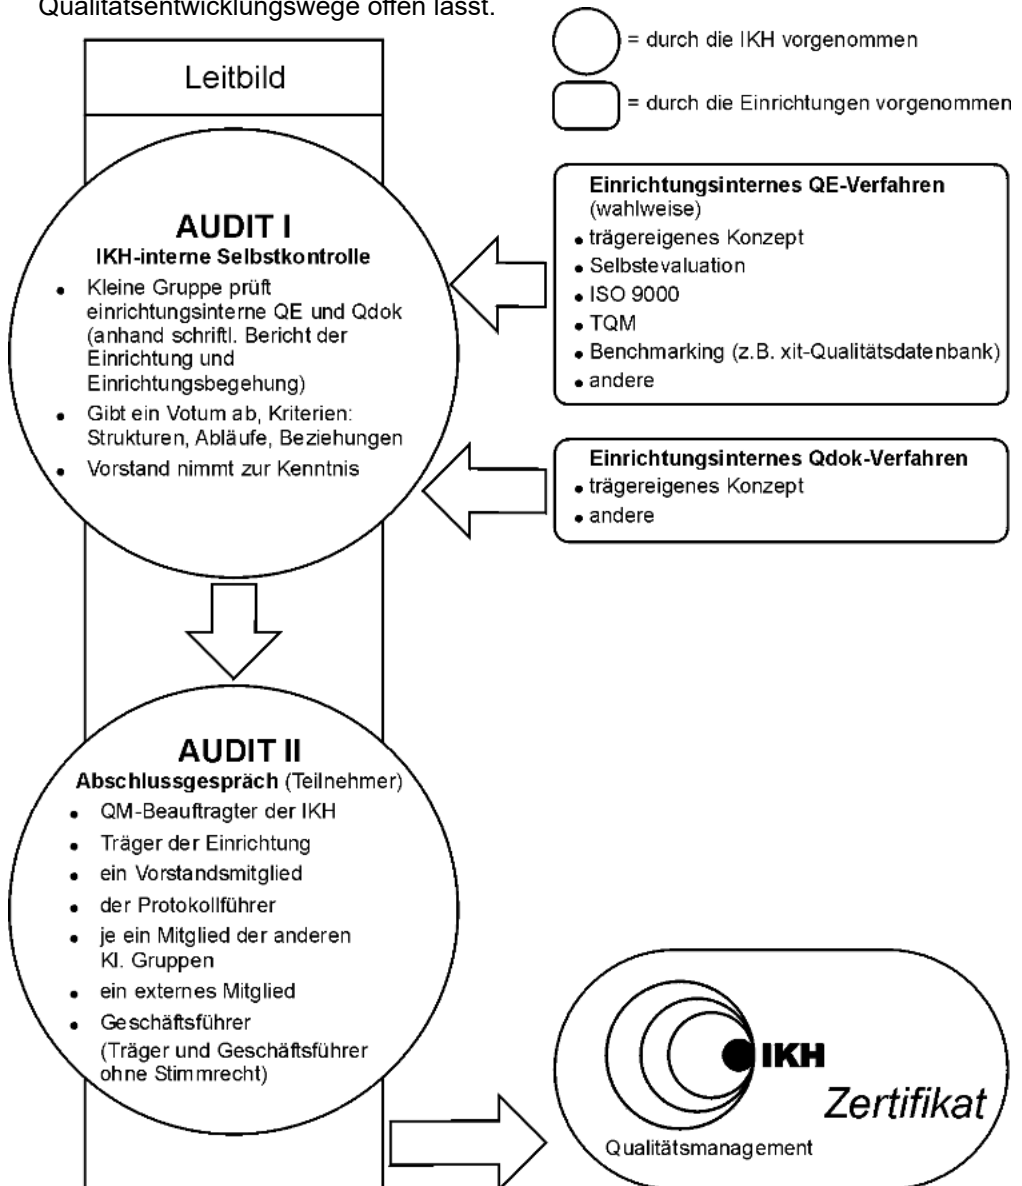 Qualitätsentwicklungswege offen lässt.
= durch die IKH vorgenommen
= durch die Einrichtungen vorgenommen
Leitbild
AUDIT I
IKH-interne Selbstkontrolle
• Kleine Gruppe prüft
einrichtungsinterne QE und Qdok
(anhand schriftl. Bericht der
Einrichtung und
Einrichtungsbegehung)
• Gibt ein Votum ab, Kriterien:
Strukturen, Abläufe, Beziehungen
• Vorstand nimmt zur Kenntnis
Einrichtungsinternes QE-Verfahren
(wahlweise)
• trägereigenes Konzept
• Selbstevaluation
• ISO 9000
• TQM
• Benchmarking (z.B. xit-Qualitätsdatenbank)
• andere
Einrichtungsinternes Qdok-Verfahren
• trägereigenes Konzept
• andere
AUDIT II
Abschlussgespräch (Teilnehmer)
• QM-Beauftragter der IKH
• Träger der Einrichtung
• ein Vorstandsmitglied
• der Protokollführer
• je ein Mitglied der anderen
Kl. Gruppen
• ein externes Mitglied
• Geschäftsführer
(Träger und Geschäftsführer
ohne Stimmrecht)
IKH
Zertifikat
Qualitätsmanagement